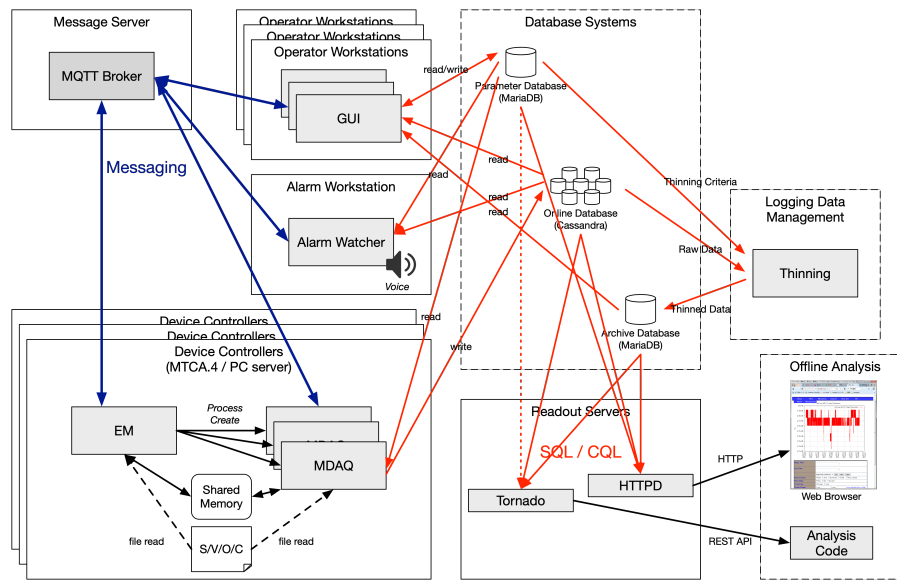 Message Server
MQTT Broker
Messaging
Operator Workstations
Operator Workstations
Operator Workstations
GUI
Alarm Workstation
Alarm Watcher
Voice
Database Systems
Parameter Database
(MariaDB)
Online Database
(Cassandra)
Archive Database
(MariaDB)
read/write
read
read
read
read
read
write
Thinning Criteria
Raw Data
Thinned Data
Logging Data
Management
Thinning
Device Controllers
Device Controllers
Device Controllers
(MTCA.4 / PC server)
EM
Process
Create
MDAQ
Shared
Memory
S/V/O/C
file read
file read
Readout Servers
SQL / CQL
HTTPD
Tornado
HTTP
REST API
Offline Analysis
Web Browser
Analysis
Code